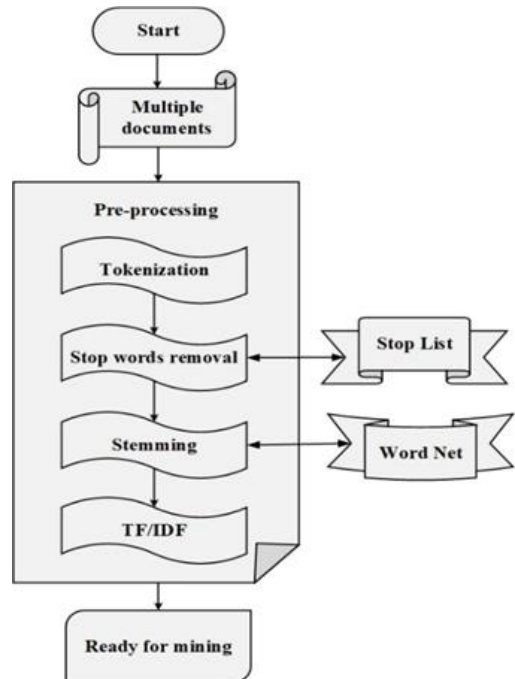 Start
Multiple
documents
Pre-processing
Tokenization
Stop words removal
Stop List
Stemming
Word Net
TF/IDF
Ready for mining